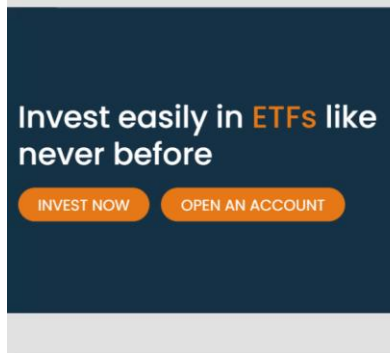 Invest easily in ETFs like
never before
INVEST NOW
OPEN AN ACCOUNT